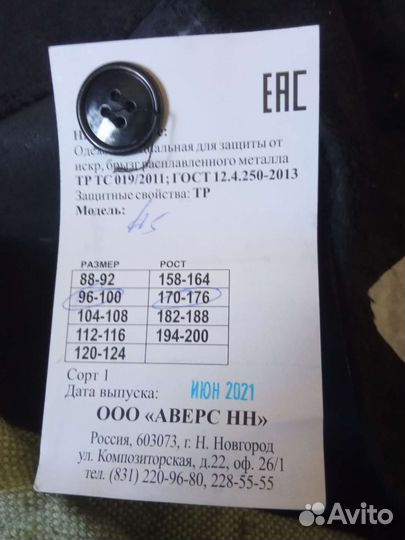 EAC
Одеж
альная для защиты от
искр, брызг расплавленного металла
ТР ТС 019/2011; ГОСТ 12.4.250-2013
Защитные свойства: ТР
Модель:
РАЗМЕР РОСТ
88-92 158-164
96-100 170-176
104-108 182-188
112-116 194-200
120-124
Сорт 1
Дата выпуска: ИЮН 2021
ООО «АВЕРС НН»
Россия, 603073, г. Н. Новгород
ул. Композиторская, д.22, оф. 26/1
тел. (831) 220-96-80, 228-55-55
Avito